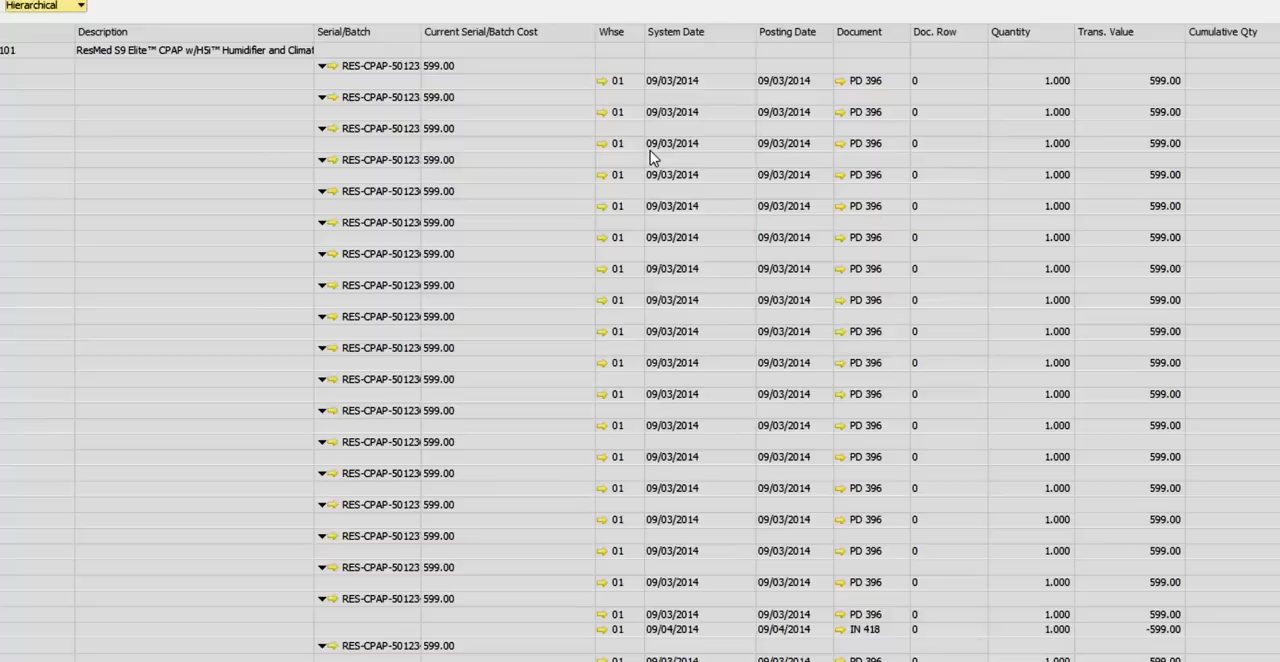 Hierarchical
Description Serial/Batch Current Serial/Batch Cost Whse System Date Posting Date Document Doc. Row Quantity Trans. Value Cumulative Qty
101 ResMed S9 Elite™ CPAP w/H5i™ Humidifier and Climat
RES-CPAP-50123 599.00
01 09/03/2014 09/03/2014 PD 396 0 1.000 599.00
RES-CPAP-50123 599.00
01 09/03/2014 09/03/2014 PD 396 0 1.000 599.00
RES-CPAP-50123 599.00
01 09/03/2014 09/03/2014 PD 396 0 1.000 599.00
RES-CPAP-50123 599.00
01 09/03/2014 09/03/2014 PD 396 0 1.000 599.00
RES-CPAP-50123 599.00
01 09/03/2014 09/03/2014 PD 396 0 1.000 599.00
RES-CPAP-50123 599.00
01 09/03/2014 09/03/2014 PD 396 0 1.000 599.00
RES-CPAP-50123 599.00
01 09/03/2014 09/03/2014 PD 396 0 1.000 599.00
RES-CPAP-50123 599.00
01 09/03/2014 09/03/2014 PD 396 0 1.000 599.00
RES-CPAP-50123 599.00
01 09/03/2014 09/03/2014 PD 396 0 1.000 599.00
RES-CPAP-50123 599.00
01 09/03/2014 09/03/2014 PD 396 0 1.000 599.00
RES-CPAP-50123 599.00
01 09/03/2014 09/03/2014 PD 396 0 1.000 599.00
RES-CPAP-50123 599.00
01 09/03/2014 09/03/2014 PD 396 0 1.000 599.00
RES-CPAP-50123 599.00
01 09/03/2014 09/03/2014 PD 396 0 1.000 599.00
RES-CPAP-50123 599.00
01 09/03/2014 09/03/2014 PD 396 0 1.000 599.00
RES-CPAP-50123 599.00
01 09/03/2014 09/03/2014 PD 396 0 1.000 599.00
RES-CPAP-50123 599.00
01 09/03/2014 09/03/2014 PD 396 0 1.000 599.00
RES-CPAP-50123 599.00
01 09/03/2014 09/03/2014 PD 396 0 1.000 599.00
RES-CPAP-50123 599.00
01 09/03/2014 09/03/2014 PD 396 0 1.000 599.00
01 09/04/2014 09/04/2014 IN 418 0 1.000 -599.00
RES-CPAP-50123 599.00